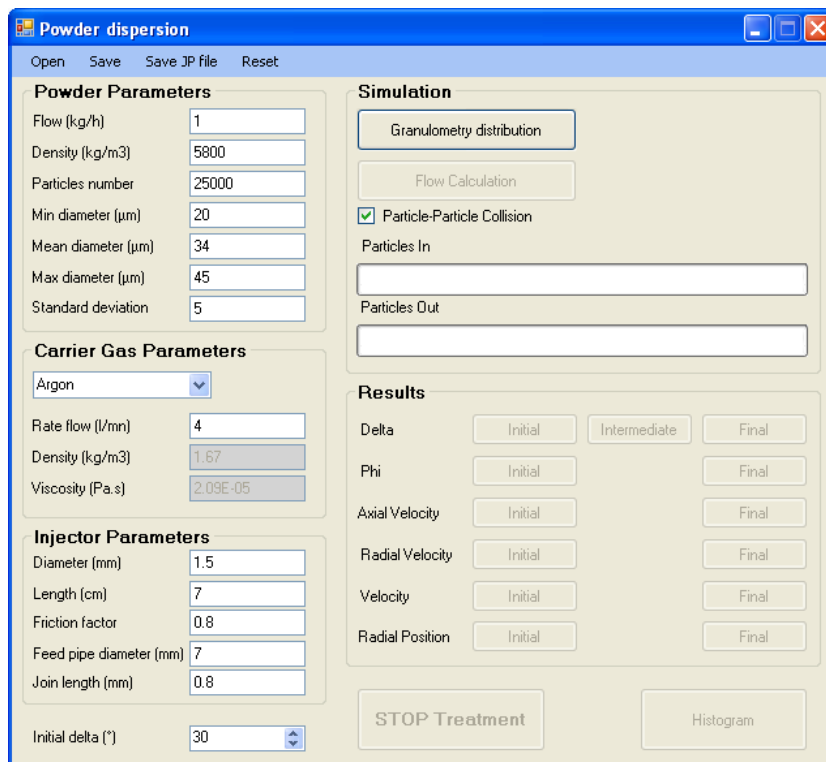 Powder dispersion
Open Save Save JP file Reset
Powder Parameters
Flow (kg/h) 1
Density (kg/m3) 5800
Particles number 25000
Min diameter (µm) 20
Mean diameter (µm) 34
Max diameter (µm) 45
Standard deviation 5
Carrier Gas Parameters
Argon
Rate flow (l/mn) 4
Density (kg/m3) 1.67
Viscosity (Pa.s) 2.09E-05
Injector Parameters
Diameter (mm) 1.5
Length (cm) 7
Friction factor 0.8
Feed pipe diameter (mm) 7
Join length (mm) 0.8
Initial delta (°) 30
Simulation
Granulometry distribution
Flow Calculation
Particle-Particle Collision
Particles In
Particles Out
Results
Delta Initial Intermediate Final
Phi Initial Final
Axial Velocity Initial Final
Radial Velocity Initial Final
Velocity Initial Final
Radial Position Initial Final
STOP Treatment Histogram